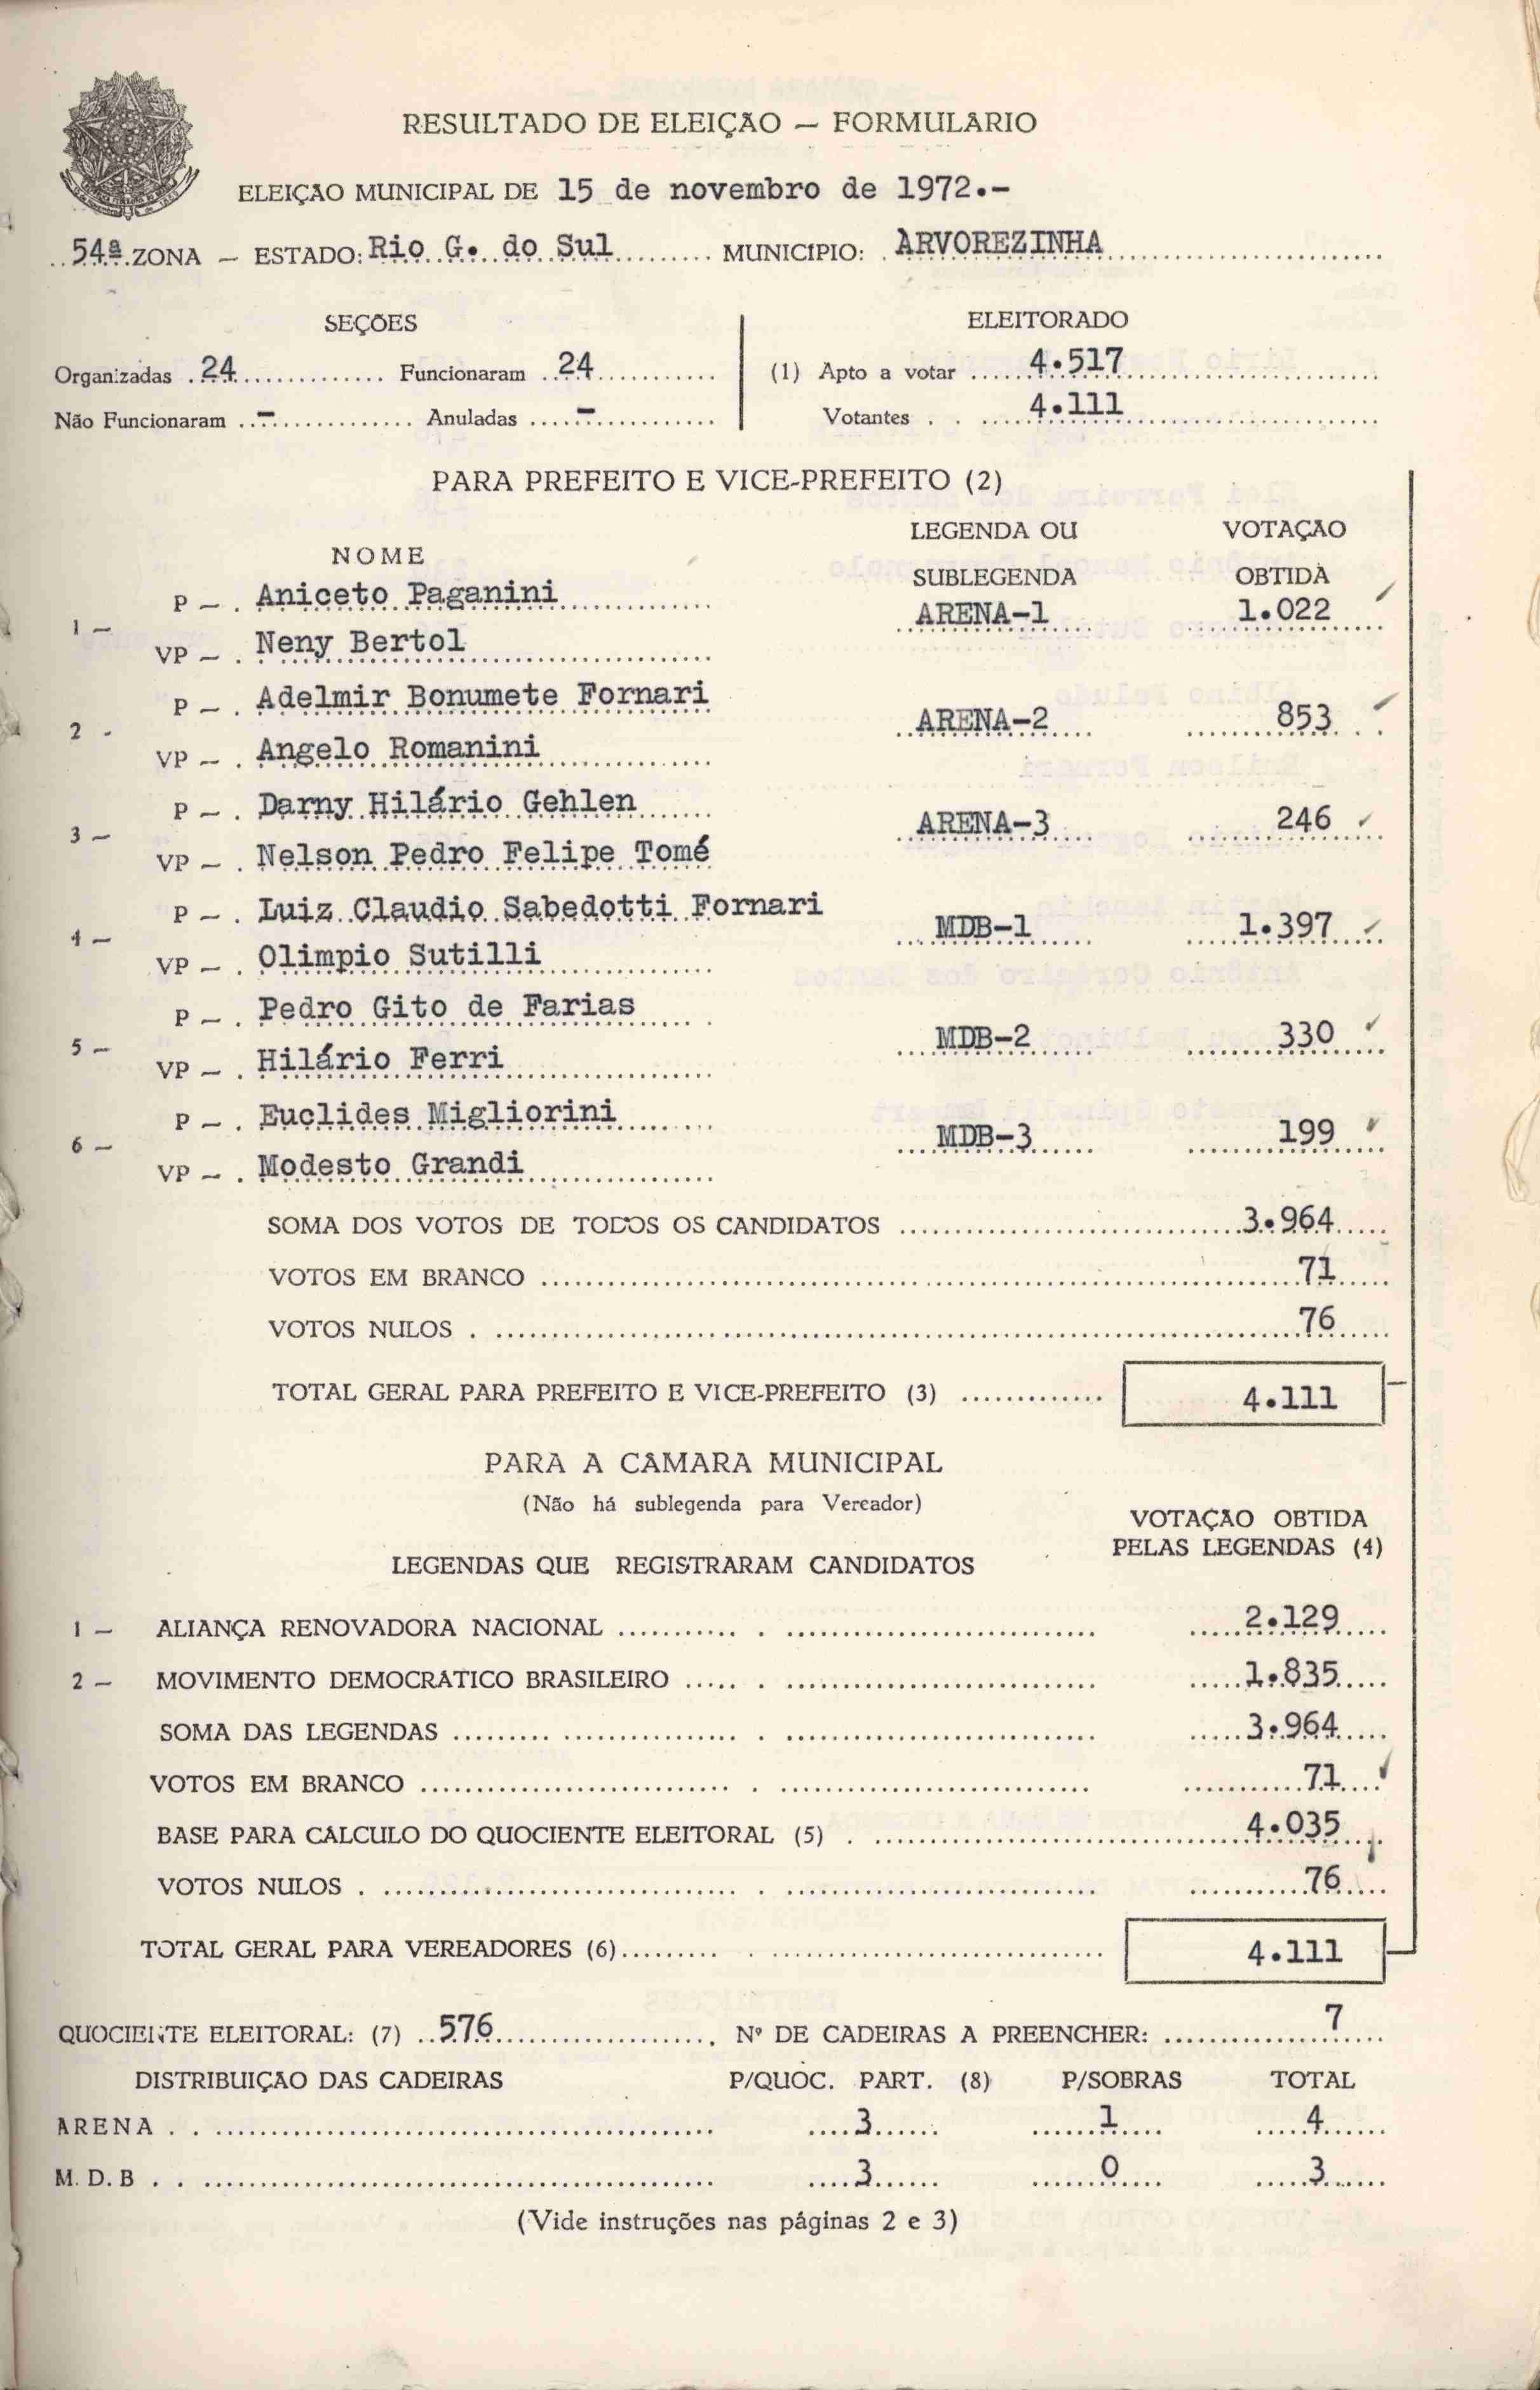 RESULTADO DE ELEIÇÃO — FORMULARIO
ELEIÇÃO MUNICIPAL DE 15 de novembro de 1972.-
54ª ZONA — ESTADO: Rio G. do Sul MUNICIPIO: ARVOREZINHA
SEÇÕES ELEITORADO
Organizadas 24 Funcionaram 24 (1) Apto a votar 4.517
Não Funcionaram - Anuladas - Votantes 4.111
PARA PREFEITO E VICE-PREFEITO (2)
NOME LEGENDA OU SUBLEGENDA VOTAÇÃO OBTIDA
1 — P — Aniceto Paganini ARENA-1 1.022
VP — Neny Bertol
2 - P — Adelmir Bonumete Fornari ARENA-2 853
VP — Angelo Romanini
3 — P — Darny Hilário Gehlen ARENA-3 246
VP — Nelson Pedro Felipe Tomé
4 — P — Luiz Claudio Sabedotti Fornari MDB-1 1.397
VP — Olimpio Sutilli
5 — P — Pedro Gito de Farias MDB-2 330
VP — Hilário Ferri
6 — P — Euclides Migliorini MDB-3 199
VP — Modesto Grandi
SOMA DOS VOTOS DE TODOS OS CANDIDATOS 3.964
VOTOS EM BRANCO 71
VOTOS NULOS 76
TOTAL GERAL PARA PREFEITO E VICE-PREFEITO (3) 4.111
PARA A CAMARA MUNICIPAL
(Não há sublegenda para Vereador)
LEGENDAS QUE REGISTRARAM CANDIDATOS VOTAÇÃO OBTIDA PELAS LEGENDAS (4)
1 — ALIANÇA RENOVADORA NACIONAL 2.129
2 — MOVIMENTO DEMOCRATICO BRASILEIRO 1.835
SOMA DAS LEGENDAS 3.964
VOTOS EM BRANCO 71
BASE PARA CALCULO DO QUOCIENTE ELEITORAL (5) 4.035
VOTOS NULOS 76
TOTAL GERAL PARA VEREADORES (6) 4.111
QUOCIENTE ELEITORAL: (7) 576 Nº DE CADEIRAS A PREENCHER: 7
DISTRIBUIÇÃO DAS CADEIRAS P/QUOC. PART. (8) P/SOBRAS TOTAL
ARENA 3 1 4
M. D. B 3 0 3
(Vide instruções nas páginas 2 e 3)